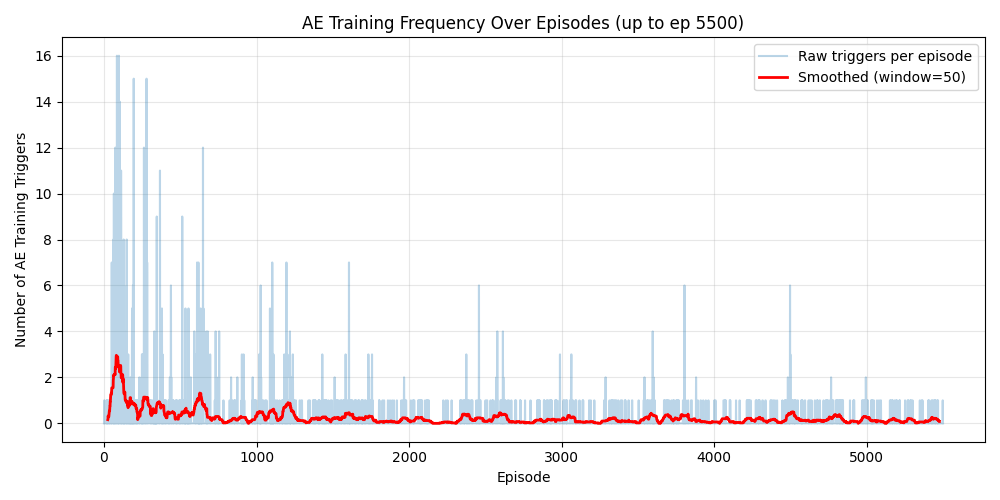 AE Training Frequency Over Episodes (up to ep 5500)
Raw triggers per episode
Smoothed (window=50)
Number of AE Training Triggers
16
14
12
10
8
6
4
2
0
0 1000 2000 3000 4000 5000
Episode